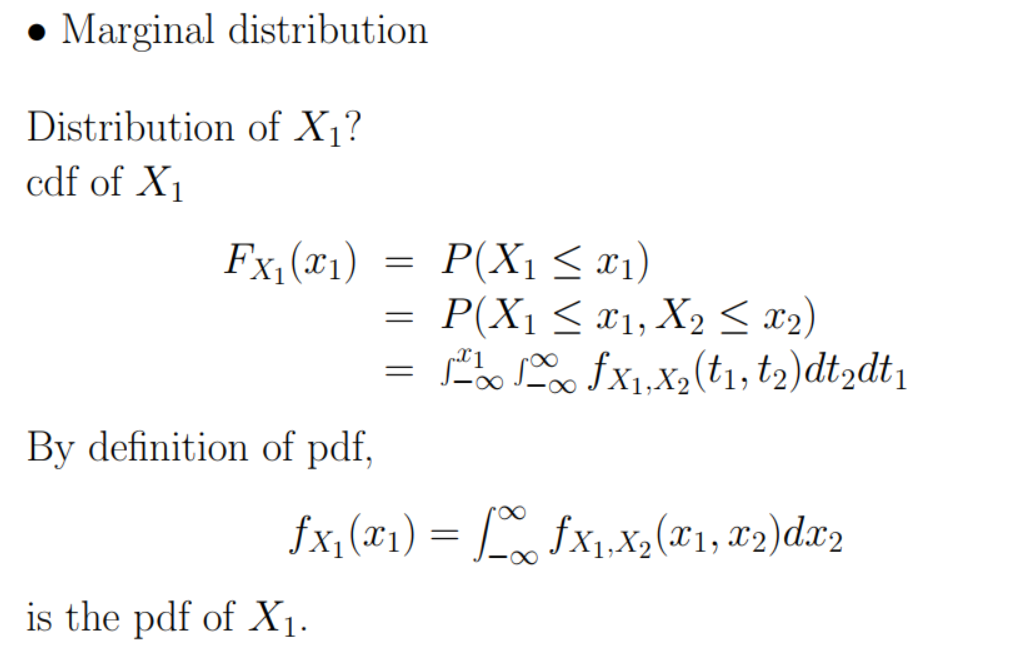 • Marginal distribution
Distribution of X₁?
cdf of X₁
F_{X₁}(x₁) = P(X₁ ≤ x₁)
= P(X₁ ≤ x₁, X₂ ≤ x₂)
= ∫_{−∞}^{x₁} ∫_{−∞}^{∞} f_{X₁,X₂}(t₁, t₂)dt₂dt₁
By definition of pdf,
f_{X₁}(x₁) = ∫_{−∞}^{∞} f_{X₁,X₂}(x₁, x₂)dx₂
is the pdf of X₁.